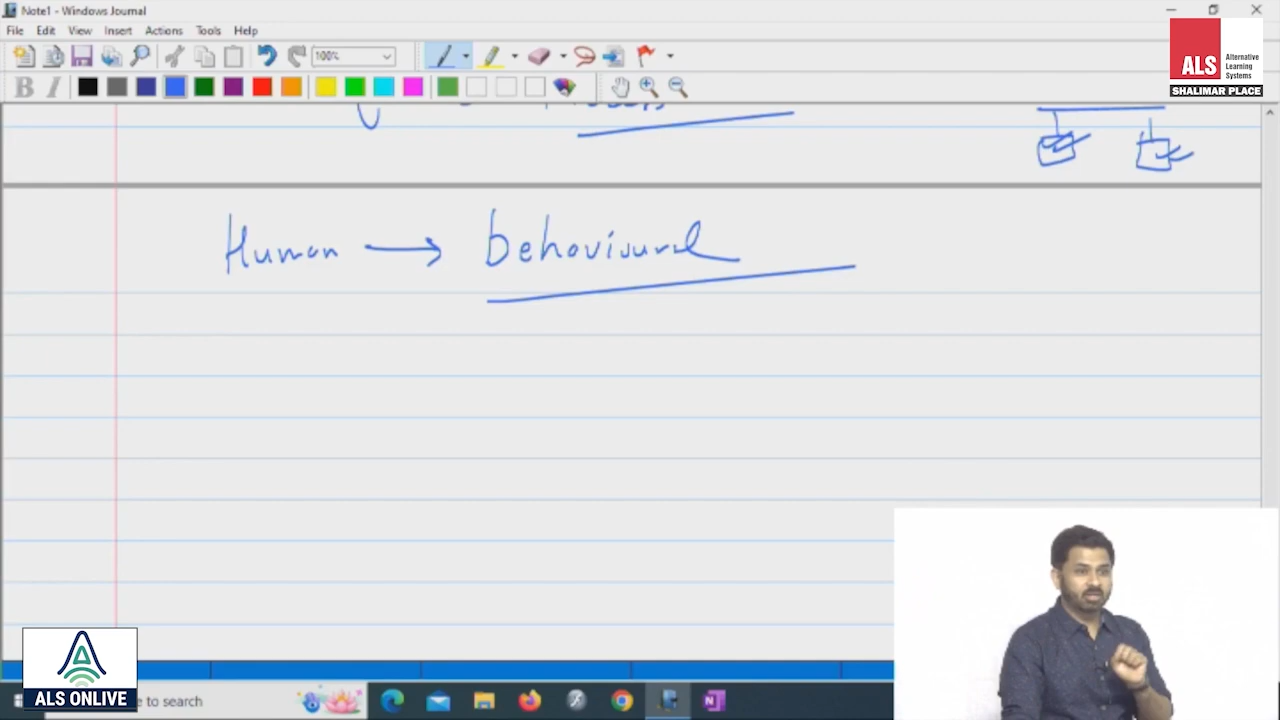 Note1 - Windows Journal
File Edit View Insert Actions Tools Help
100%
B I
ALS
Alternative
Learning
Systems
SHALIMAR PLACE
Human → behovioural
ALS ONLIVE
e to search